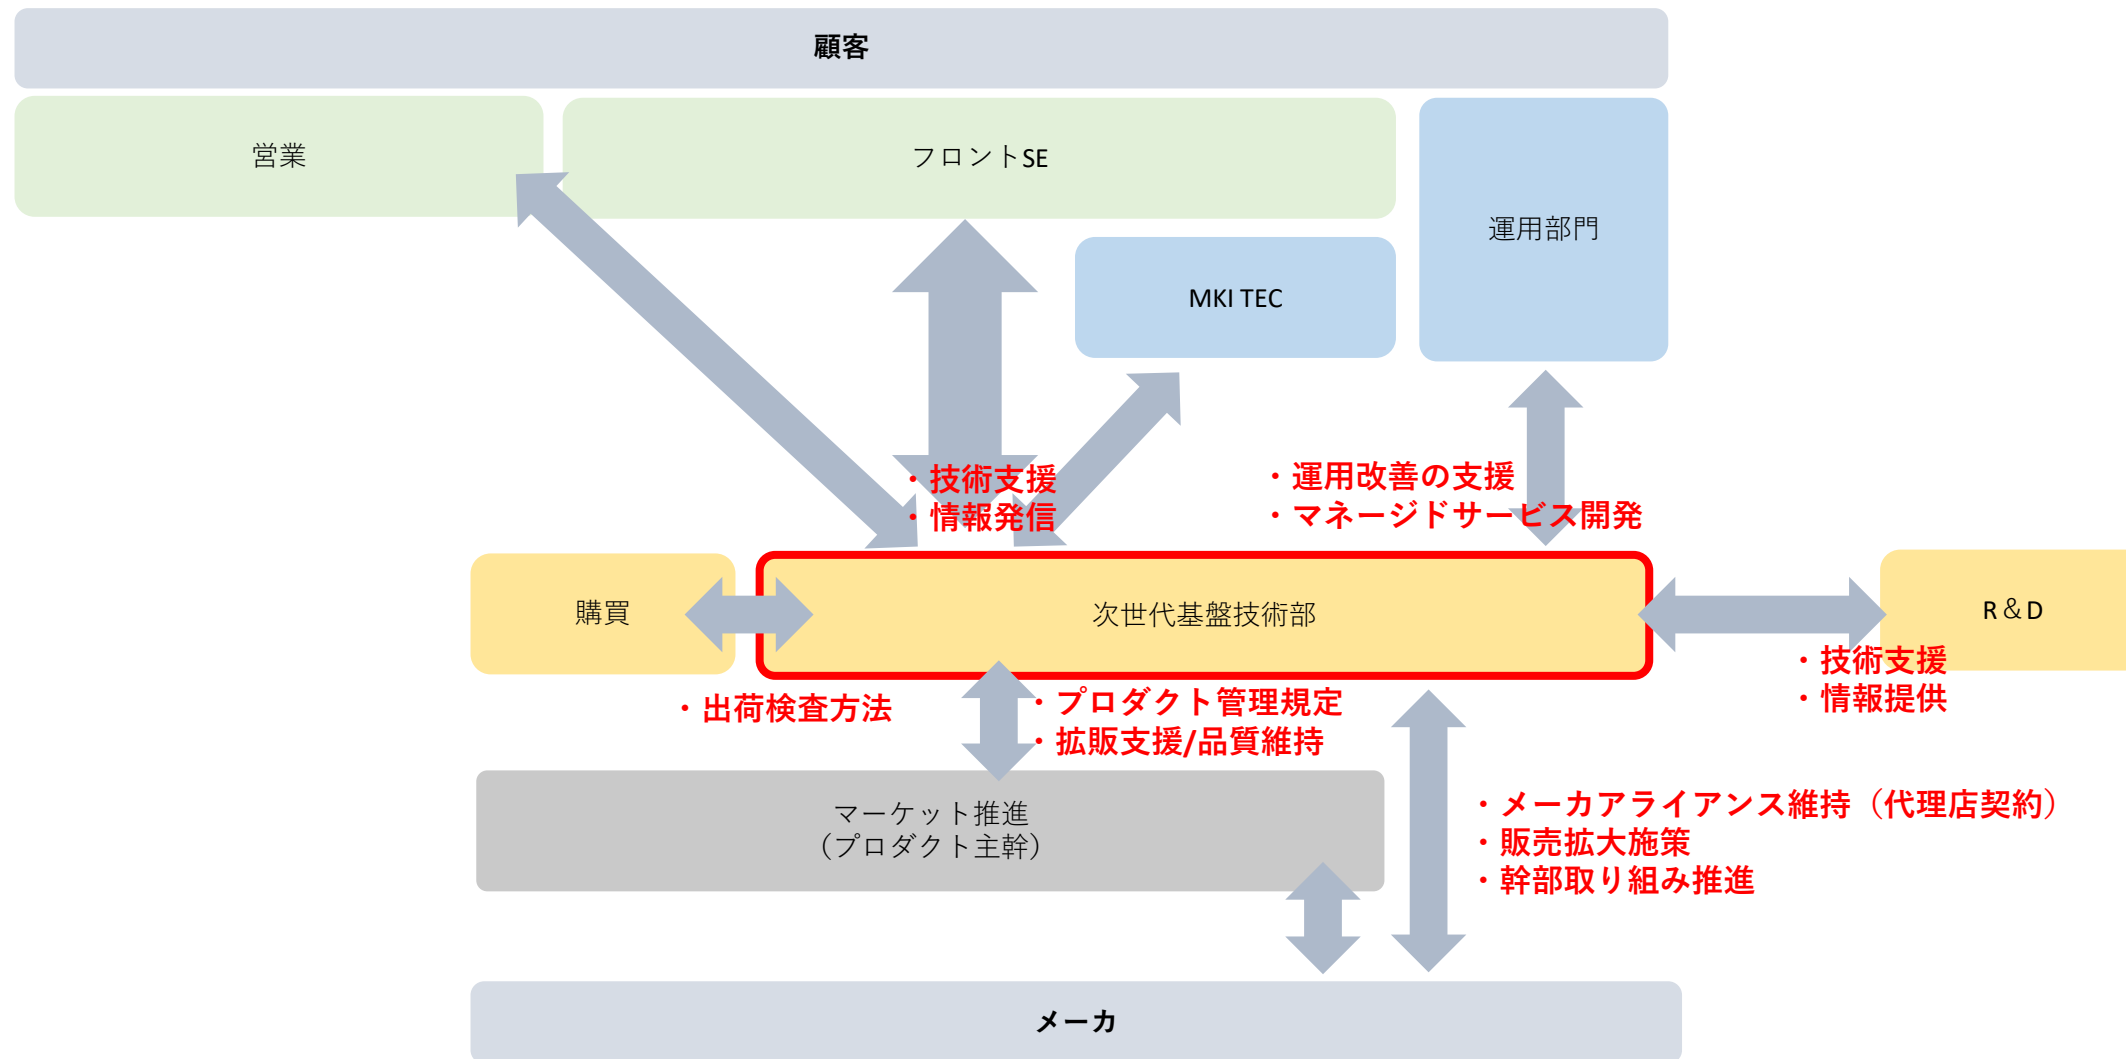 顧客
営業
フロントSE
運用部門
MKI TEC
・技術支援
・情報発信
・運用改善の支援
・マネージドサービス開発
購買
次世代基盤技術部
R＆D
・技術支援
・情報提供
・出荷検査方法
・プロダクト管理規定
・拡販支援/品質維持
マーケット推進
（プロダクト主幹）
・メーカアライアンス維持（代理店契約）
・販売拡大施策
・幹部取り組み推進
メーカ